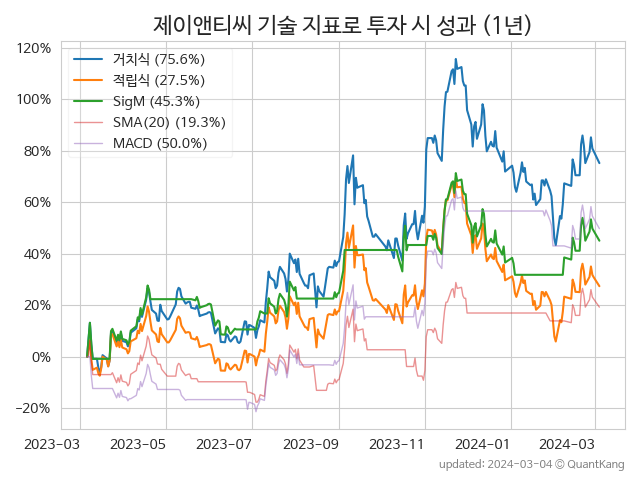 제이앤티씨 기술 지표로 투자 시 성과 (1년)
120%
100%
80%
60%
40%
20%
0%
−20%
거치식 (75.6%)
적립식 (27.5%)
SigM (45.3%)
SMA(20) (19.3%)
MACD (50.0%)
2023-03 2023-05 2023-07 2023-09 2023-11 2024-01 2024-03
updated: 2024-03-04 © QuantKang